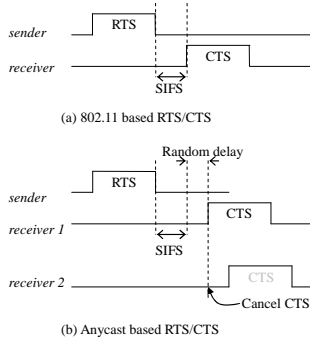 RTS
sender
CTS
receiver
SIFS
(a) 802.11 based RTS/CTS
Random delay
RTS
sender
CTS
receiver 1
SIFS
CTS
receiver 2
Cancel CTS
(b) Anycast based RTS/CTS